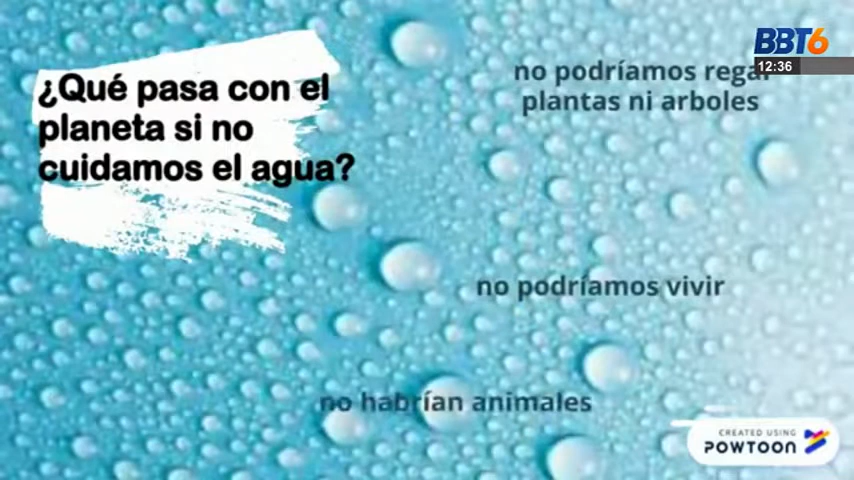 ¿Qué pasa con el
planeta si no
cuidamos el agua?
BBT6
12:36
no podríamos regar
plantas ni arboles
no podríamos vivir
no habrían animales
CREATED USING
POWTOON